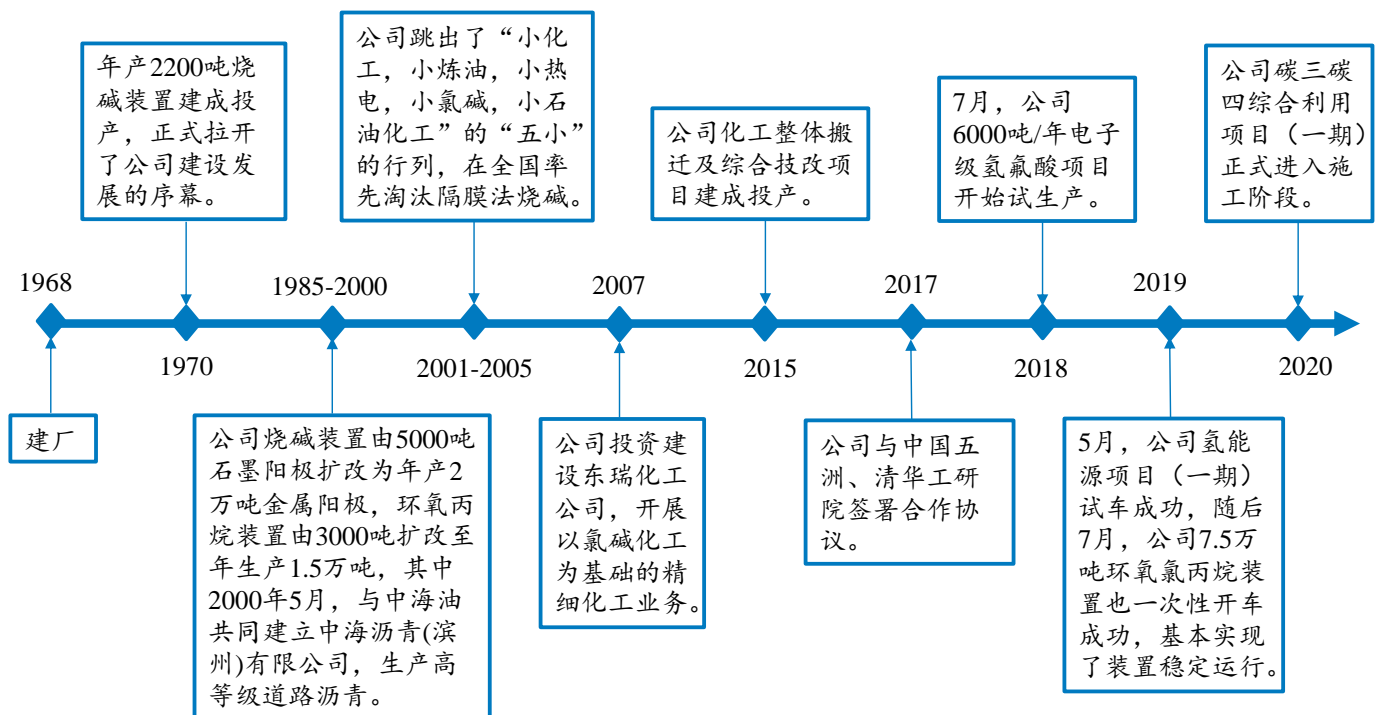 年产2200吨烧
碱装置建成投
产，正式拉开
了公司建设发
展的序幕。
公司跳出了“小化
工，小炼油，小热
电，小氯碱，小石
油化工”的“五小”
的行列，在全国率
先淘汰隔膜法烧碱。
公司化工整体搬
迁及综合技改项
目建成投产。
7月，公司
6000吨/年电子
级氢氟酸项目
开始试生产。
公司碳三碳
四综合利用
项目（一期）
正式进入施
工阶段。
1968
1985-2000
2007
2017
2019
1970
2001-2005
2015
2018
2020
建厂
公司烧碱装置由5000吨
石墨阳极扩改为年产2
万吨金属阳极，环氧丙
烷装置由3000吨扩改至
年生产1.5万吨，其中
2000年5月，与中海油
共同建立中海沥青(滨
州)有限公司，生产高
等级道路沥青。
公司投资建
设东瑞化工
公司，开展
以氯碱化工
为基础的精
细化工业务。
公司与中国五
洲、清华工研
院签署合作协
议。
5月，公司氢能
源项目（一期）
试车成功，随后
7月，公司7.5万
吨环氧氯丙烷装
置也一次性开车
成功，基本实现
了装置稳定运行。